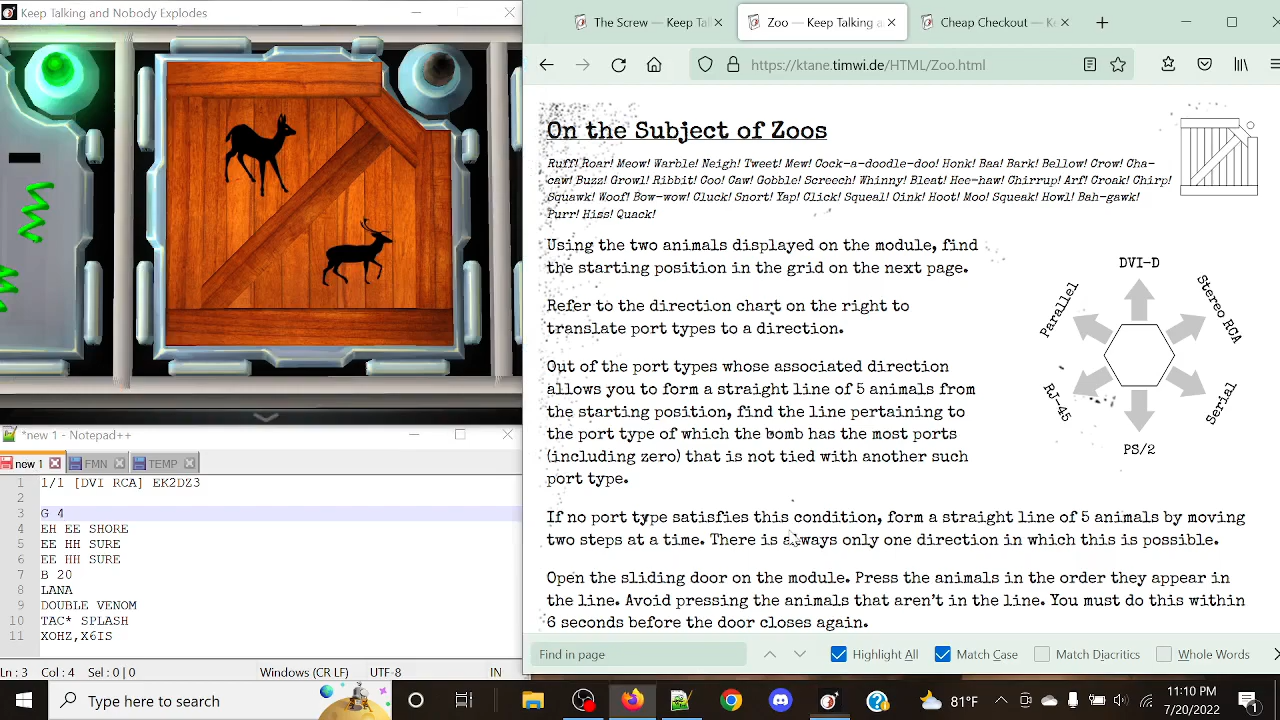 Keep Talking and Nobody Explodes
*new 1 - Notepad++
new 1
FMN
TEMP
1 1/1 [DVI RCA] EK2DZ3
2
3 G 4
4 EH EE SHORE
5 EE HH SURE
6 EE HH SURE
7 B 20
8 LANA
9 DOUBLE VENOM
10 TAC* SPLASH
11 XOHZ,X6IS
Ln: 3 Col: 4 Sel: 0 | 0 Windows (CR LF) UTF-8 IN
The Screw — Keep Tal
Zoo — Keep Talking a
Cheap Checkout — Ke
https://ktane.timwi.de/HTML/Zoo.html
On the Subject of Zoos
Ruff! Roar! Meow! Warble! Neigh! Tweet! Mew! Cock-a-doodle-doo! Honk! Baa! Bark! Bellow! Crow! Cha-
caw! Buzz! Growl! Ribbit! Coo! Caw! Gobble! Screech! Whinny! Bleat! Hee-haw! Chirrup! Arf! Croak! Chirp!
Squawk! Woof! Bow-wow! Cluck! Snort! Yap! Click! Squeal! Oink! Hoot! Moo! Squeak! Howl! Bah-gawk!
Purr! Hiss! Quack!
Using the two animals displayed on the module, find
the starting position in the grid on the next page.
Refer to the direction chart on the right to
translate port types to a direction.
Out of the port types whose associated direction
allows you to form a straight line of 5 animals from
the starting position, find the line pertaining to
the port type of which the bomb has the most ports
(including zero) that is not tied with another such
port type.
DVI-D
Parallel
Stereo RCA
RJ-45
Serial
PS/2
If no port type satisfies this condition, form a straight line of 5 animals by moving
two steps at a time. There is always only one direction in which this is possible.
Open the sliding door on the module. Press the animals in the order they appear in
the line. Avoid pressing the animals that aren't in the line. You must do this within
6 seconds before the door closes again.
Find in page
Highlight All
Match Case
Match Diacritics
Whole Words
Type here to search
81°F
11:10 PM
7/20/2022
1